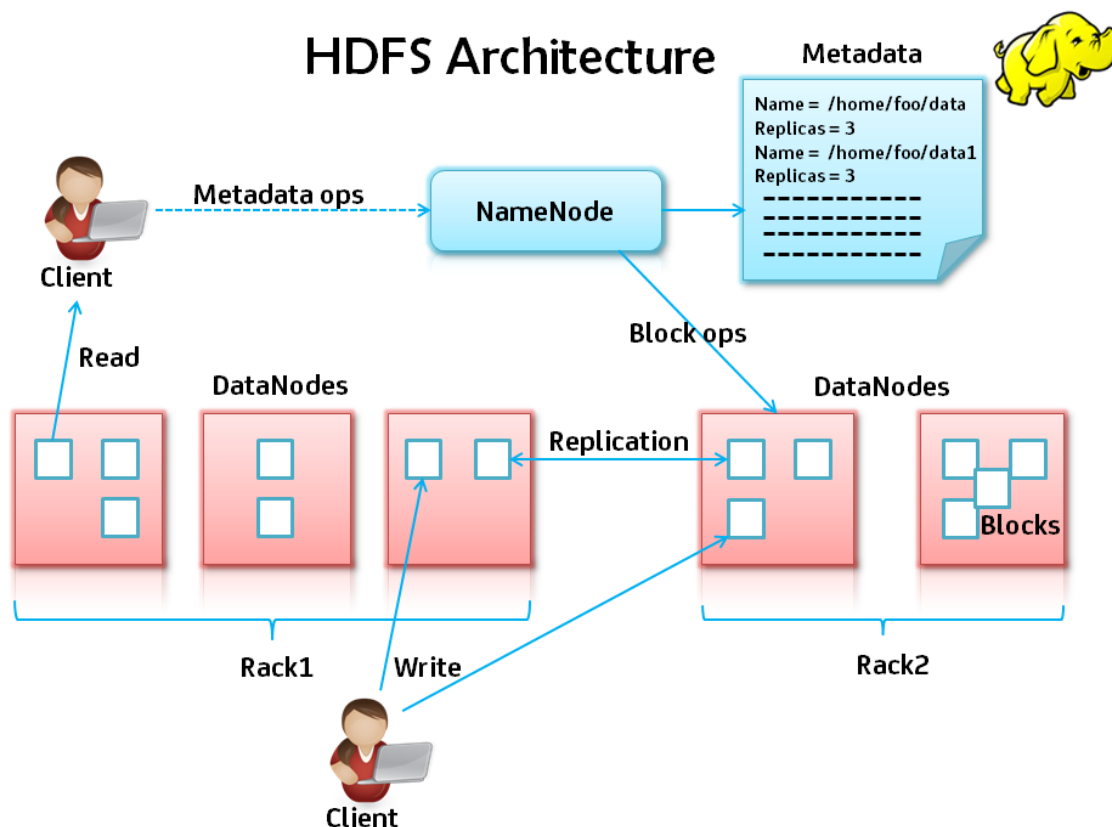 HDFS Architecture
Metadata
Name = /home/foo/data
Replicas = 3
Name = /home/foo/data1
Replicas = 3
Metadata ops
NameNode
Client
Block ops
Read
DataNodes
DataNodes
Replication
Blocks
Rack1
Write
Rack2
Client